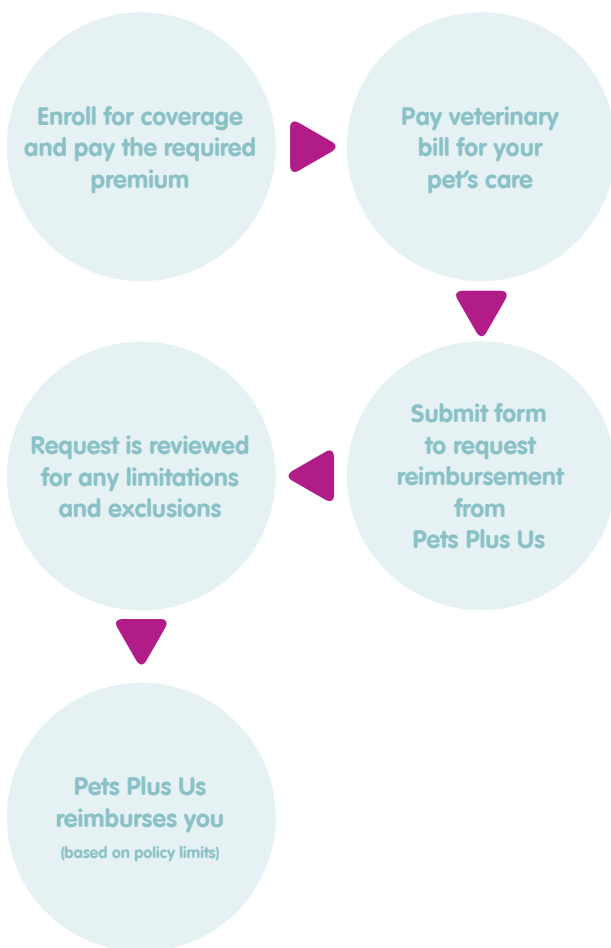 Enroll for coverage
and pay the required
premium
Pay veterinary
bill for your
pet's care
Submit form
to request
reimbursement
from
Pets Plus Us
Request is reviewed
for any limitations
and exclusions
Pets Plus Us
reimburses you
(based on policy limits)